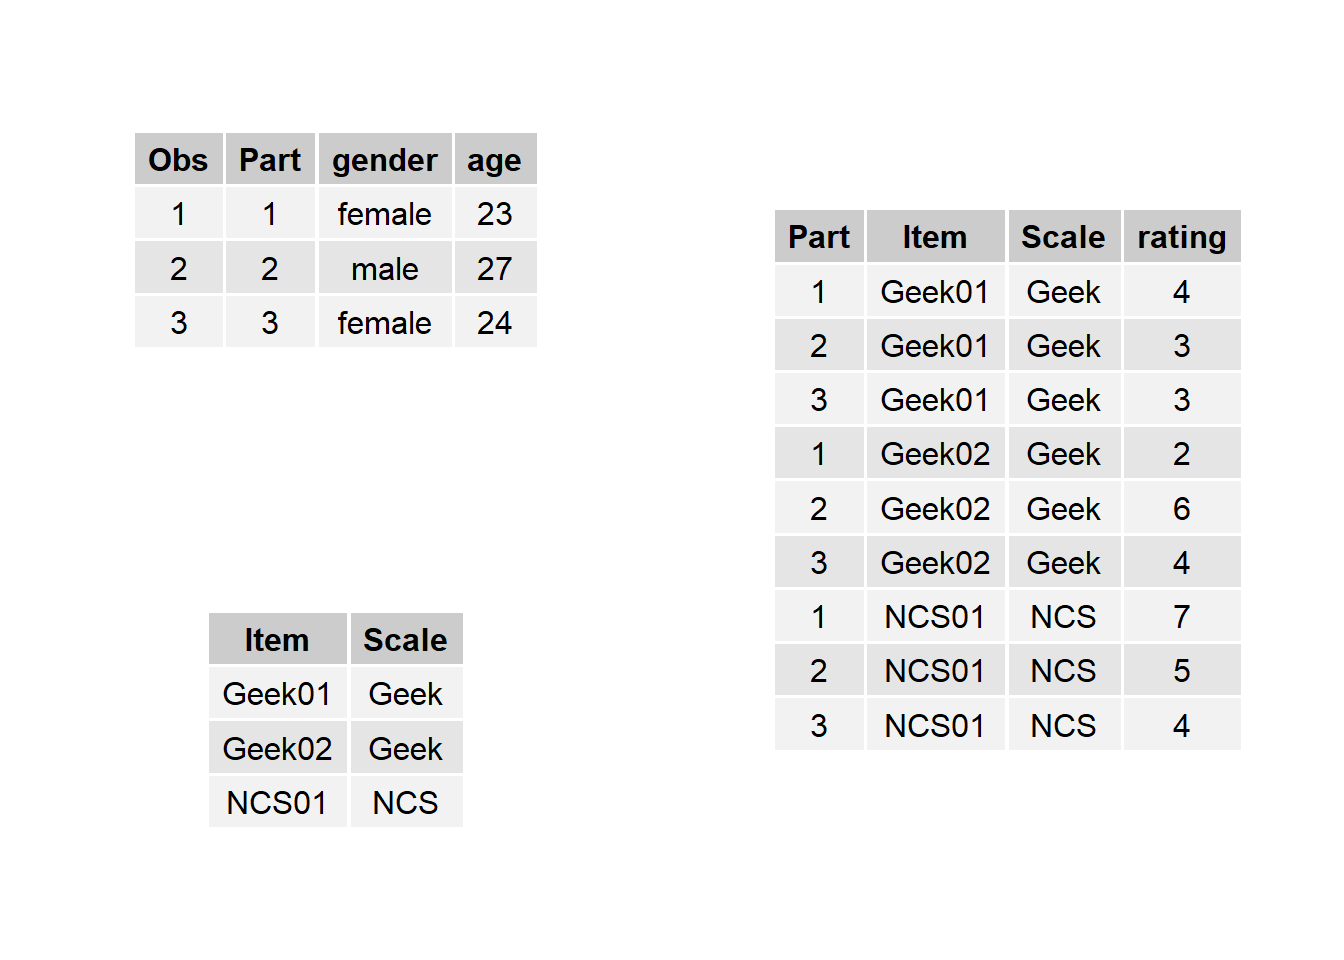 Obs Part gender age
1 1 female 23
2 2 male 27
3 3 female 24
Item Scale
Geek01 Geek
Geek02 Geek
NCS01 NCS
Part Item Scale rating
1 Geek01 Geek 4
2 Geek01 Geek 3
3 Geek01 Geek 3
1 Geek02 Geek 2
2 Geek02 Geek 6
3 Geek02 Geek 4
1 NCS01 NCS 7
2 NCS01 NCS 5
3 NCS01 NCS 4